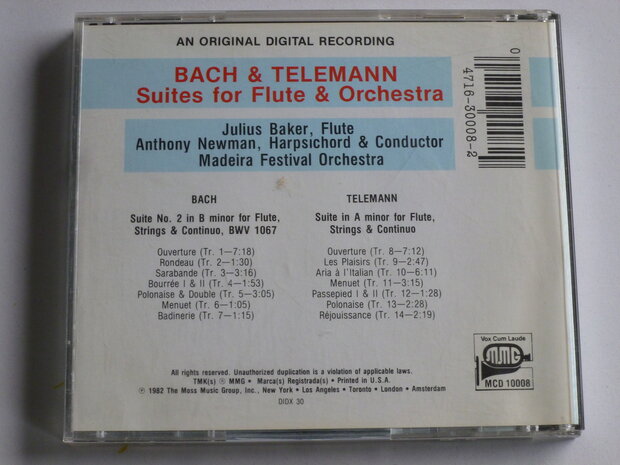 AN ORIGINAL DIGITAL RECORDING
BACH & TELEMANN
Suites for Flute & Orchestra
Julius Baker, Flute
Anthony Newman, Harpsichord & Conductor
Madeira Festival Orchestra
0
4716-30008-2
BACH
Suite No. 2 in B minor for Flute,
Strings & Continuo, BWV 1067
Ouverture (Tr. 1—7:18)
Rondeau (Tr. 2—1:30)
Sarabande (Tr. 3—3:16)
Bourrée I & II (Tr. 4—1:53)
Polonaise & Double (Tr. 5—3:05)
Menuet (Tr. 6—1:05)
Badinerie (Tr. 7—1:15)
TELEMANN
Suite in A minor for Flute,
Strings & Continuo
Ouverture (Tr. 8—7:12)
Les Plaisirs (Tr. 9—2:47)
Aria à l'Italian (Tr. 10—6:11)
Menuet (Tr. 11—3:15)
Passepied I & II (Tr. 12—1:28)
Polonaise (Tr. 13—2:28)
Réjouissance (Tr. 14—2:19)
Vox Cum Laude
MMG
MCD 10008
All rights reserved. Unauthorized duplication is a violation of applicable laws.
TMK(s) ® MMG • Marca(s) Registrada(s) • Printed in U.S.A.
℗ 1982 The Moss Music Group, Inc., New York • Los Angeles • Toronto • London • Amsterdam
DIDX 30